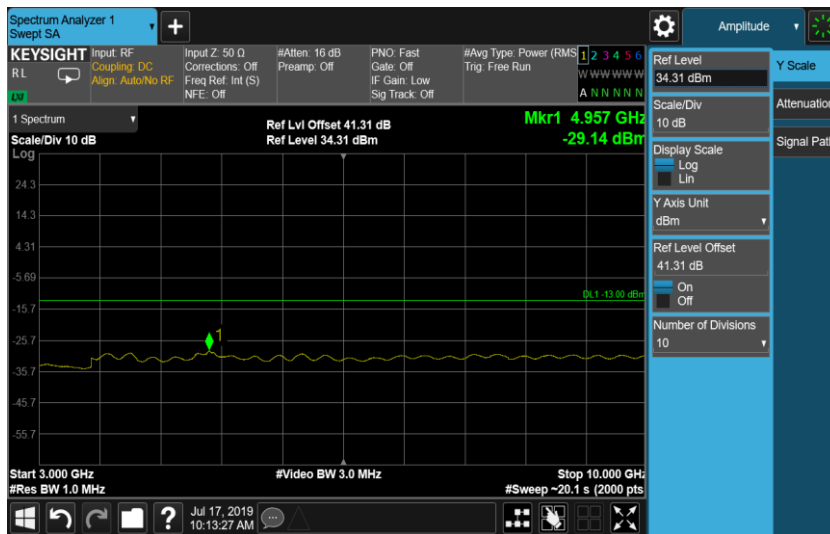 Spectrum Analyzer 1
Swept SA
Amplitude
KEYSIGHT
RL
LXI
Input: RF
Coupling: DC
Align: Auto/No RF
Input Z: 50 Ω
Corrections: Off
Freq Ref: Int (S)
NFE: Off
#Atten: 16 dB
Preamp: Off
PNO: Fast
Gate: Off
IF Gain: Low
Sig Track: Off
#Avg Type: Power (RMS
Trig: Free Run
1 2 3 4 5 6
W W W W W W
A N N N N N
1 Spectrum
Scale/Div 10 dB
Log
Ref Lvl Offset 41.31 dB
Ref Level 34.31 dBm
Mkr1 4.957 GHz
-29.14 dBm
24.3
14.3
4.31
-5.69
-15.7
-25.7
-35.7
-45.7
-55.7
DL1 -13.00 dBm
1
Start 3.000 GHz
#Res BW 1.0 MHz
#Video BW 3.0 MHz
Stop 10.000 GHz
#Sweep ~20.1 s (2000 pts
Jul 17, 2019
10:13:27 AM
Ref Level
34.31 dBm
Scale/Div
10 dB
Display Scale
Log
Lin
Y Axis Unit
dBm
Ref Level Offset
41.31 dB
On
Off
Number of Divisions
10
Y Scale
Attenuation
Signal Path